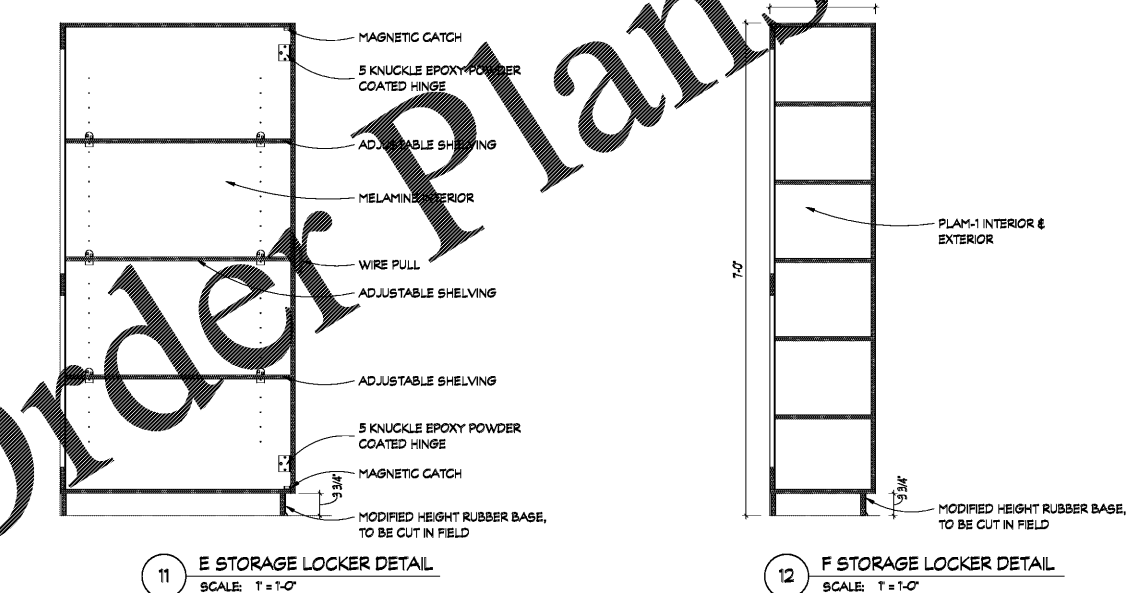 MAGNETIC CATCH
5 KNUCKLE EPOXY POWDER
COATED HINGE
ADJUSTABLE SHELVING
MELAMINE INTERIOR
WIRE PULL
ADJUSTABLE SHELVING
ADJUSTABLE SHELVING
5 KNUCKLE EPOXY POWDER
COATED HINGE
MAGNETIC CATCH
3 3/4"
MODIFIED HEIGHT RUBBER BASE,
TO BE CUT IN FIELD
11
E STORAGE LOCKER DETAIL
SCALE: 1" = 1'-0"
7'-0"
PLAM-1 INTERIOR &
EXTERIOR
3 3/4"
MODIFIED HEIGHT RUBBER BASE,
TO BE CUT IN FIELD
12
F STORAGE LOCKER DETAIL
SCALE: 1" = 1'-0"
Order Plans